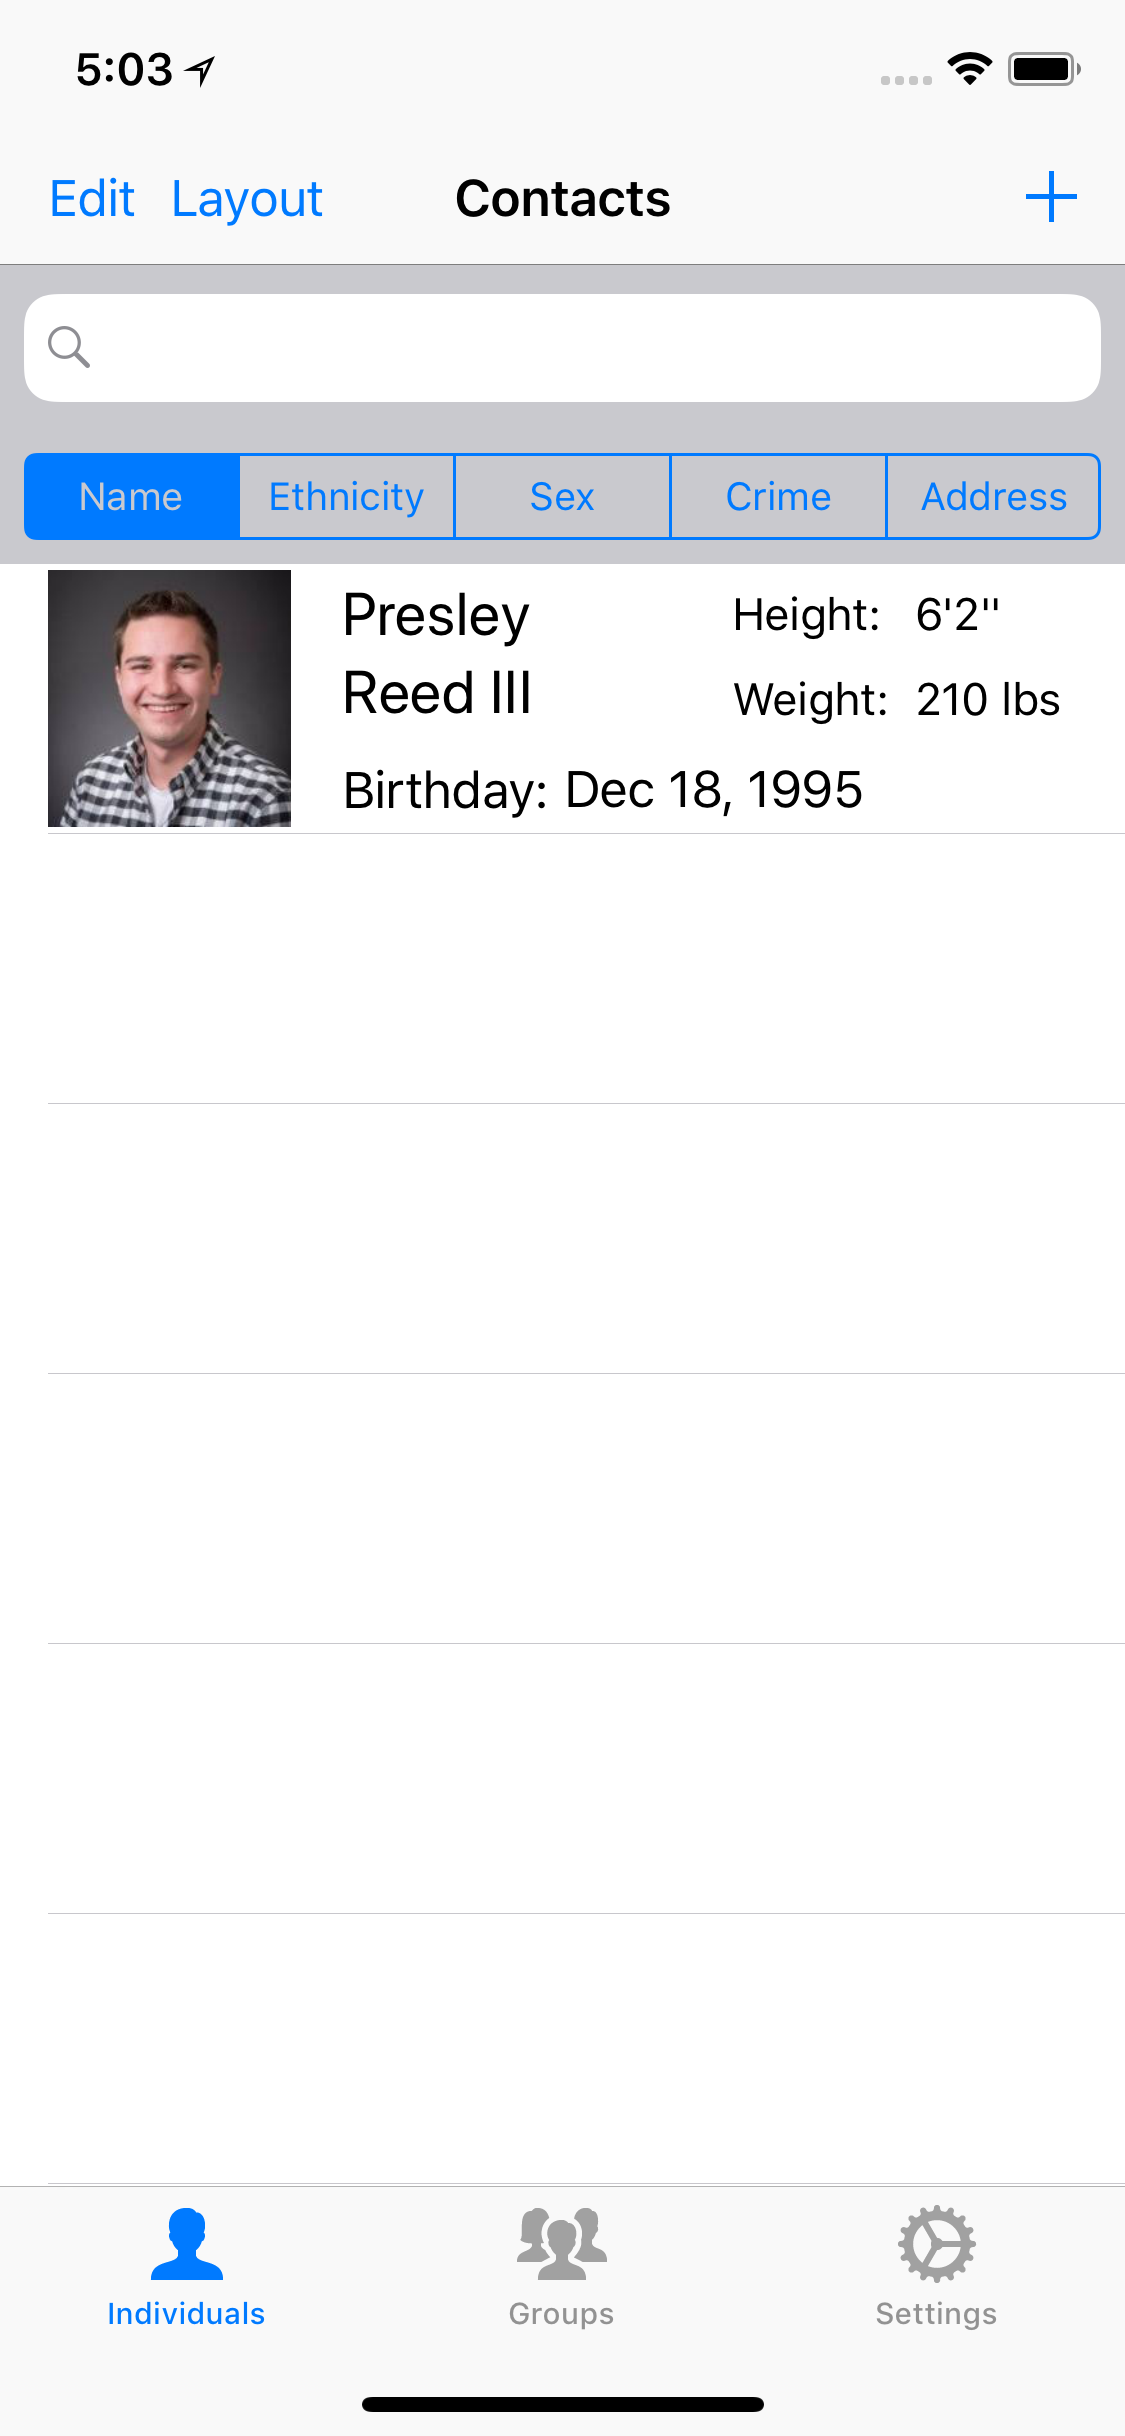 5:03
Edit Layout Contacts
Name Ethnicity Sex Crime Address
Presley
Reed III
Height: 6'2"
Weight: 210 lbs
Birthday: Dec 18, 1995
Individuals Groups Settings